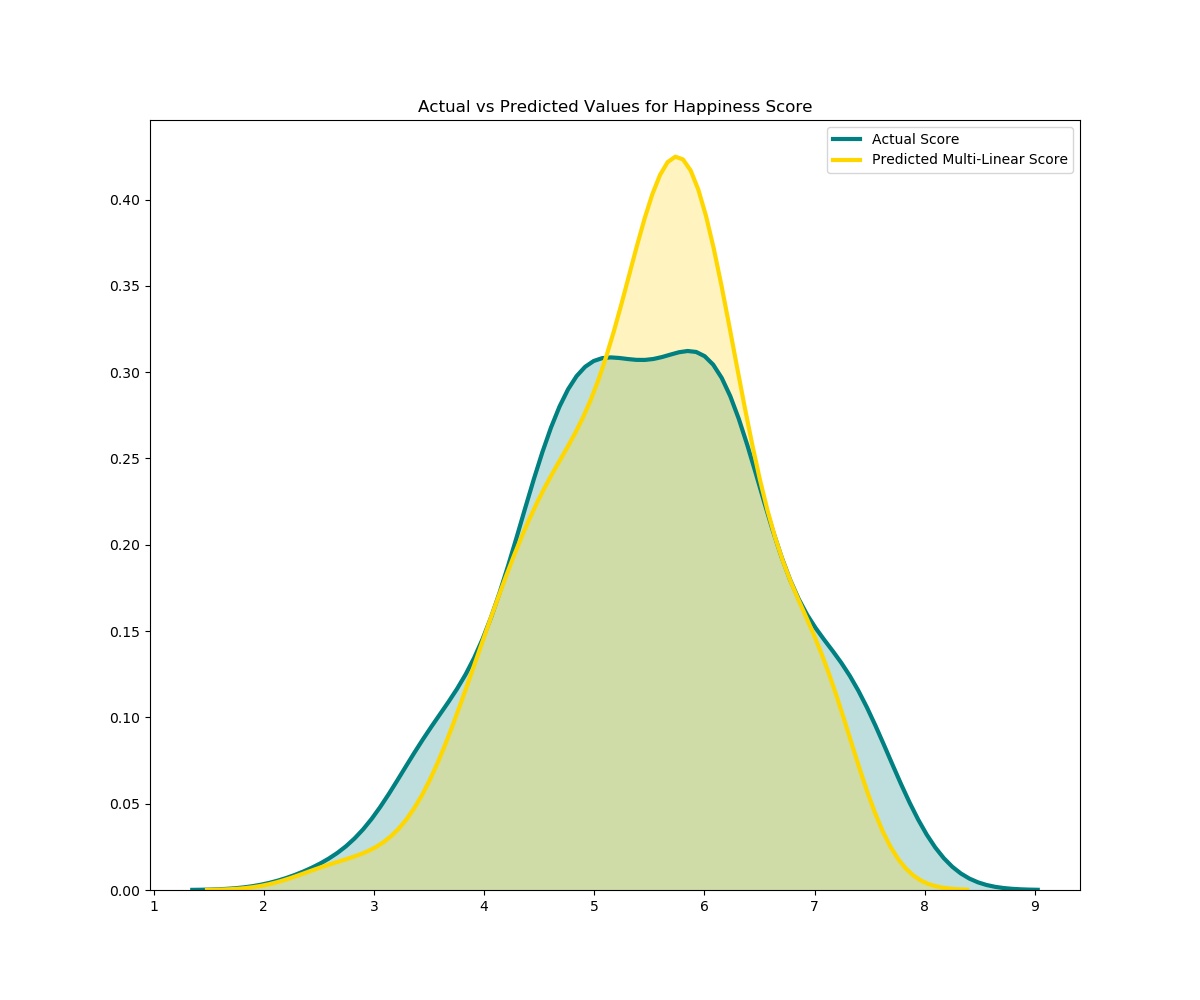 Actual vs Predicted Values for Happiness Score
Actual Score
Predicted Multi-Linear Score
0.40
0.35
0.30
0.25
0.20
0.15
0.10
0.05
0.00
1 2 3 4 5 6 7 8 9